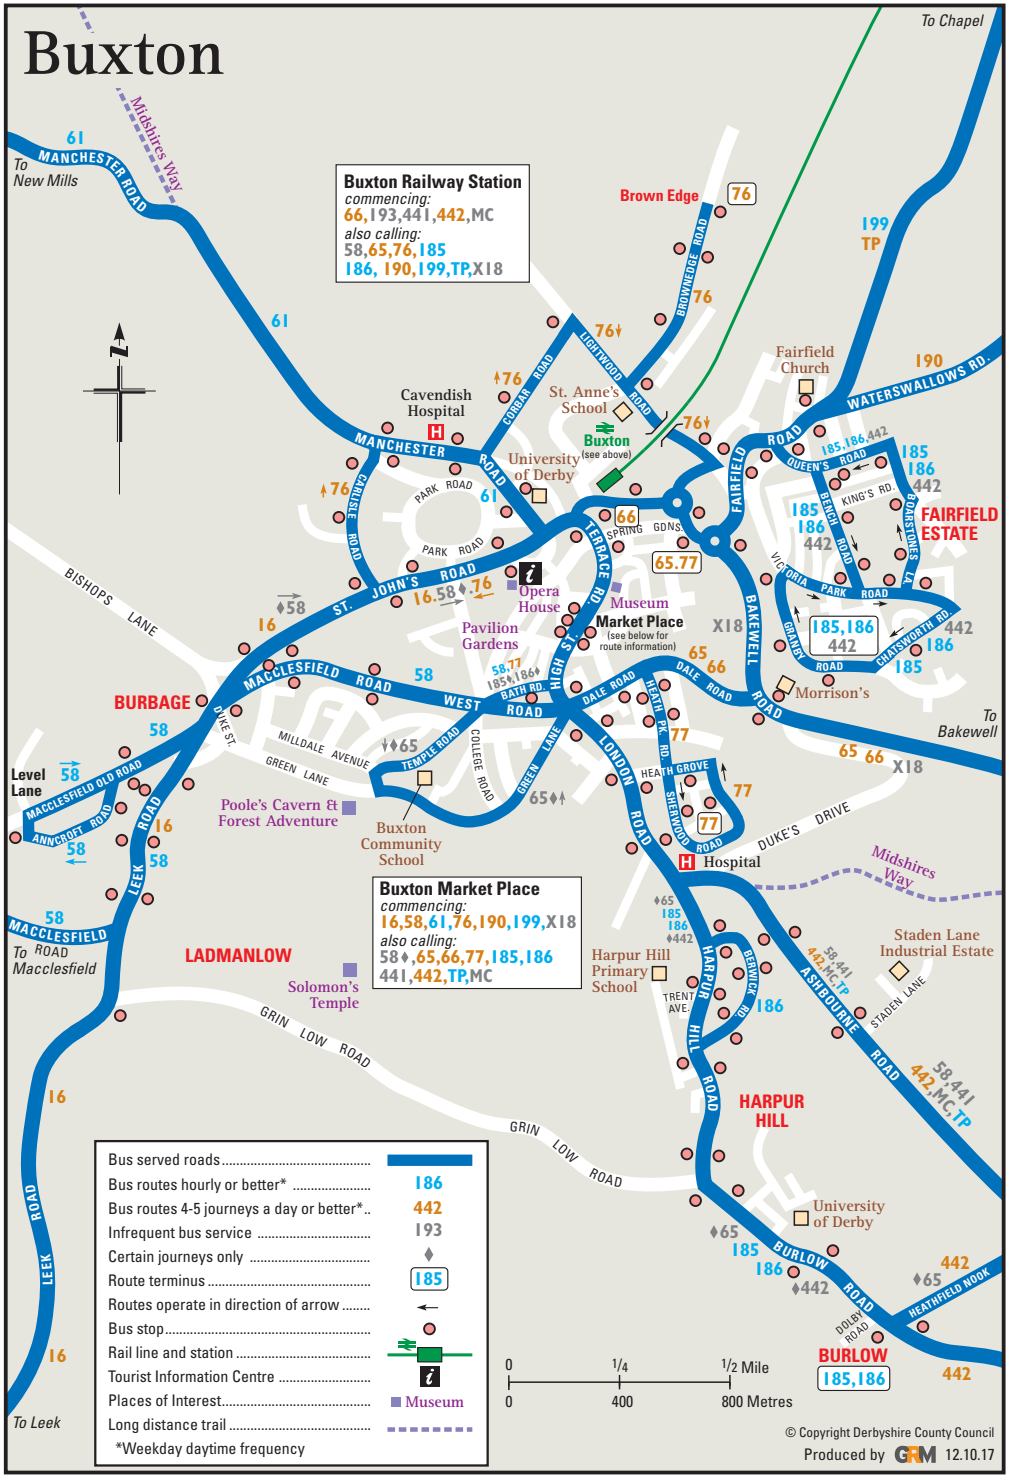 Buxton
To Chapel
Midshires Way
61
MANCHESTER ROAD
To
New Mills
Buxton Railway Station
commencing:
66,193,441,442,MC
also calling:
58,65,76,185
186, 190,199,TP,X18
Brown Edge
76
BROWNEDGE ROAD
76
199
TP
61
76
LIGHTWOOD
ROAD
Fairfield
Church
190
WATERSWALLOWS RD.
76
CORBAR ROAD
St. Anne's
School
Cavendish
Hospital
H
MANCHESTER
ROAD
Buxton
(see above)
76
FAIRFIELD
ROAD
185,186,442
QUEEN'S ROAD
185
186
442
University
of Derby
61
PARK ROAD
76
CARLISLE
ROAD
KING'S RD.
BENCH
ROAD
185
186
442
BOARSTONES
LA.
FAIRFIELD
ESTATE
66
SPRING GDNS.
65.77
TERRACE
RD.
PARK ROAD
VICTORIA PARK ROAD
ST. JOHN'S ROAD
16.58♦.76
i
Opera
House
Museum
Market Place
(see below for
route information)
♦58
16
BISHOPS LANE
Pavilion
Gardens
HIGH ST.
X18
BAKEWELL
ROAD
GRANBY
ROAD
185,186
442
CHATSWORTH RD.
442
186
185
MACCLESFIELD ROAD
58
58,77
185♦,186♦
BATH RD.
WEST ROAD
65
66
DALE ROAD
DALE ROAD
Morrison's
BURBAGE
58
DUKE ST.
MILLDALE AVENUE
GREEN LANE
♦65
TEMPLE ROAD
COLLEGE ROAD
GREEN LANE
65♦
LONDON
ROAD
HEATH PK. RD.
77
HEATH GROVE
SHERWOOD
ROAD
77
77
65 66
X18
To
Bakewell
Level
Lane
58
MACCLESFIELD OLD ROAD
ANNCROFT ROAD
58
LEEK ROAD
16
58
Poole's Cavern &
Forest Adventure
Buxton
Community
School
DUKE'S DRIVE
H
Hospital
Midshires
Way
58
MACCLESFIELD
ROAD
To
Macclesfield
LADMANLOW
Solomon's
Temple
Buxton Market Place
commencing:
16,58,61,76,190,199,X18
also calling:
58♦,65,66,77,185,186
441,442,TP,MC
♦65
185
186
♦442
Harpur Hill
Primary
School
TRENT
AVE.
HARPUR
HILL
ROAD
BERWICK
RD.
186
58,441
442,MC,TP
ASHBOURNE
ROAD
Staden Lane
Industrial Estate
STADEN LANE
58,441
442,MC,TP
GRIN LOW ROAD
GRIN LOW ROAD
HARPUR
HILL
16
LEEK ROAD
16
To Leek
University
of Derby
♦65
185
186
BURLOW
ROAD
♦442
442
♦65
HEATHFIELD NOOK
DOLBY
ROAD
BURLOW
185,186
442
Bus served roads
Bus routes hourly or better* 186
Bus routes 4-5 journeys a day or better* 442
Infrequent bus service 193
Certain journeys only ♦
Route terminus 185
Routes operate in direction of arrow
Bus stop
Rail line and station
Tourist Information Centre i
Places of Interest Museum
Long distance trail
*Weekday daytime frequency
0 1/4 1/2 Mile
0 400 800 Metres
© Copyright Derbyshire County Council
Produced by GRM 12.10.17